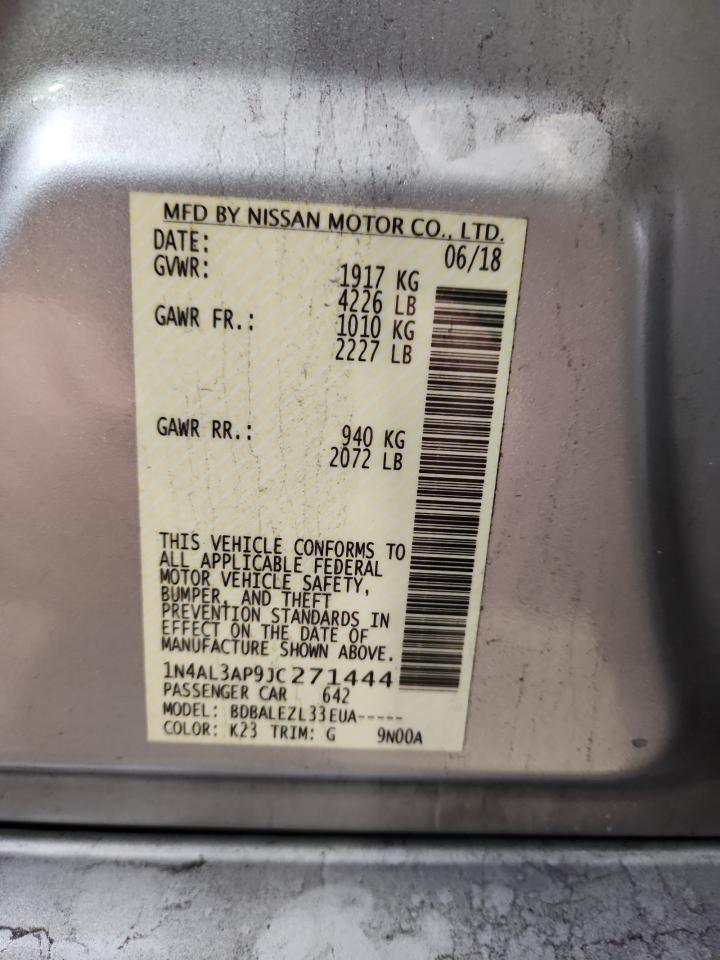 MFD BY NISSAN MOTOR CO., LTD.
DATE: 06/18
GVWR: 1917 KG
4226 LB
GAWR FR.: 1010 KG
2227 LB
GAWR RR.: 940 KG
2072 LB
THIS VEHICLE CONFORMS TO
ALL APPLICABLE FEDERAL
MOTOR VEHICLE SAFETY,
BUMPER, AND THEFT
PREVENTION STANDARDS IN
EFFECT ON THE DATE OF
MANUFACTURE SHOWN ABOVE.
1N4AL3AP9JC271444
PASSENGER CAR 642
MODEL: BDBALEZL33EUA-----
COLOR: K23 TRIM: G 9N00A